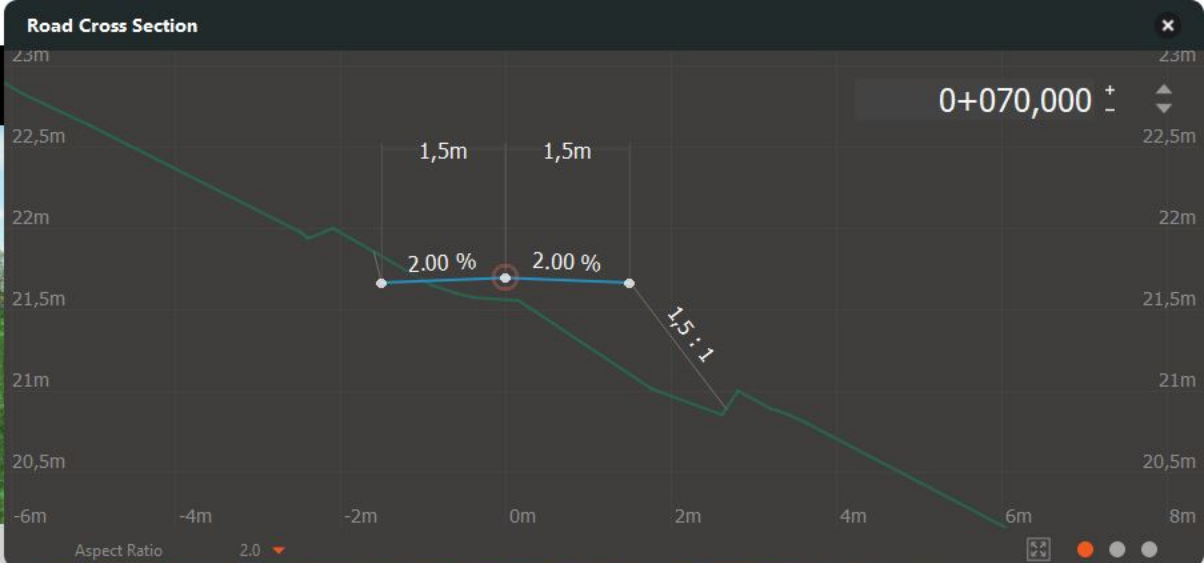 Road Cross Section
23m 23m
0+070,000 + -
22,5m 22,5m
1,5m 1,5m
22m 22m
2.00 % 2.00 %
21,5m 21,5m
1,5 : 1
21m 21m
20,5m 20,5m
-6m -4m -2m 0m 2m 4m 6m 8m
Aspect Ratio 2.0